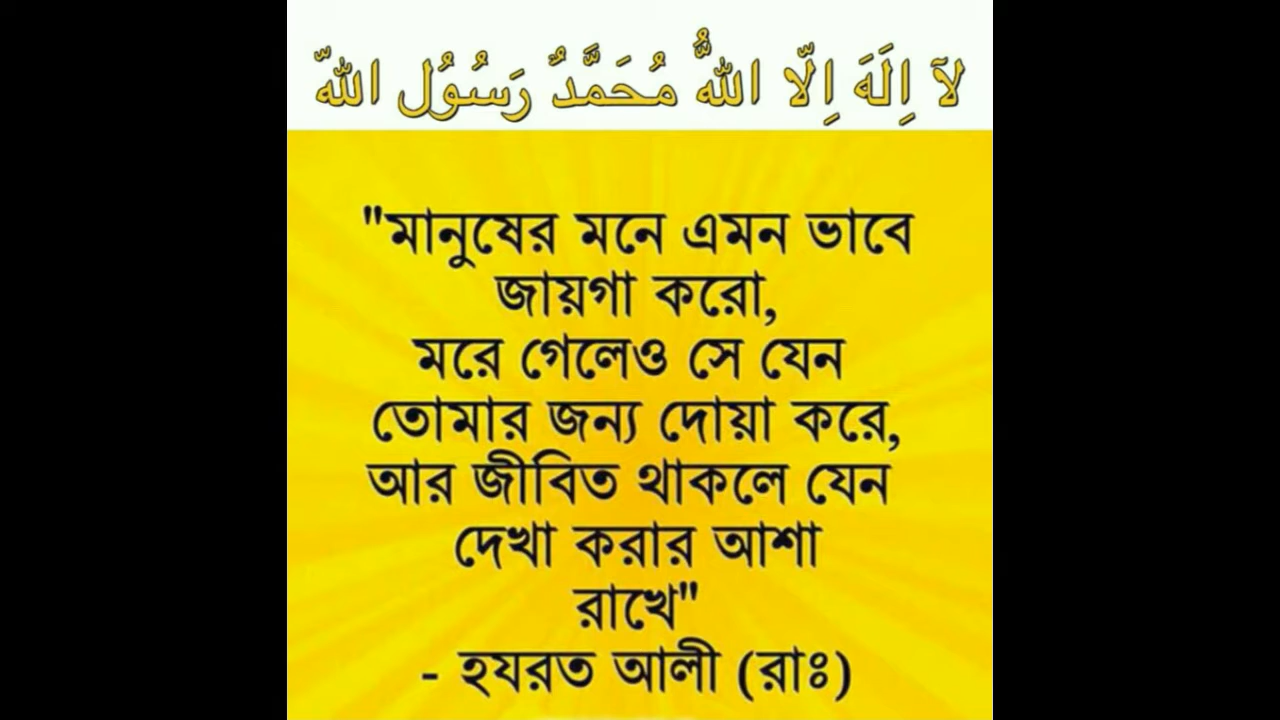 لَآ اِلَهَ اِلّا اللهُ مُحَمَّدٌ رَسُوُل اللهّ
"মানুষের মনে এমন ভাবে
জায়গা করো,
মরে গেলেও সে যেন
তোমার জন্য দোয়া করে,
আর জীবিত থাকলে যেন
দেখা করার আশা
রাখে"
- হযরত আলী (রাঃ)